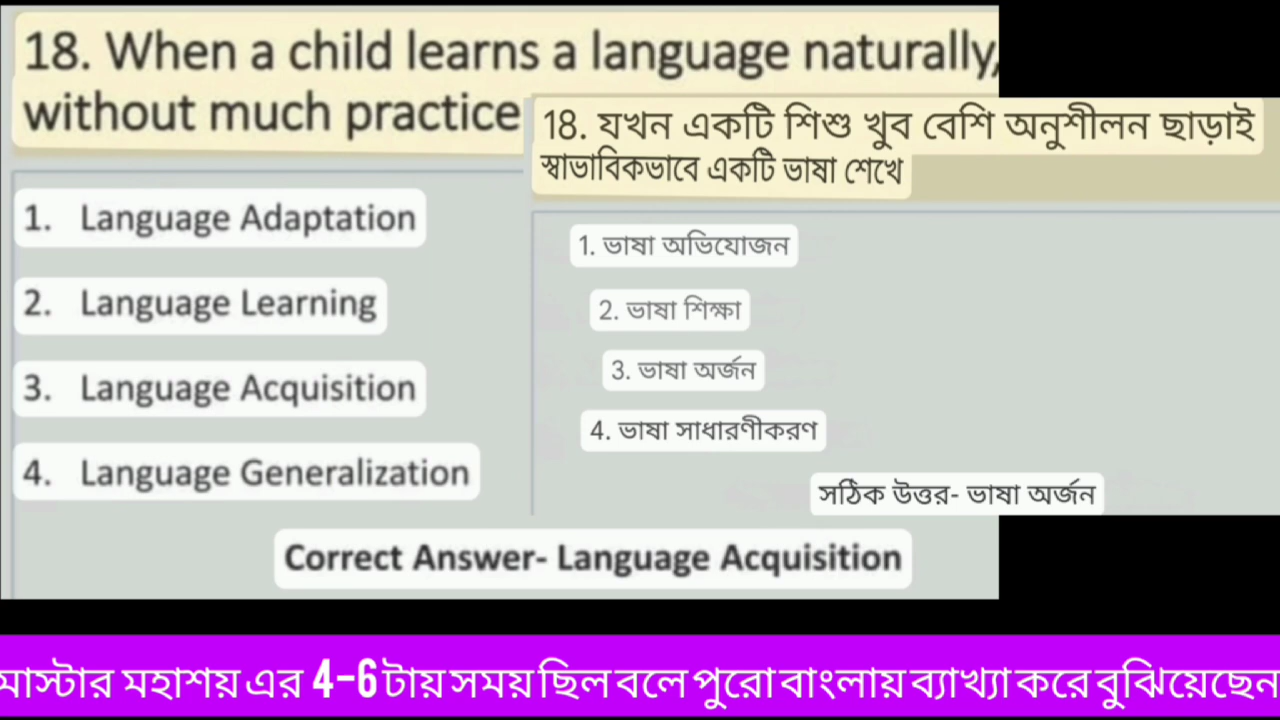 18. When a child learns a language naturally,
without much practice
1. Language Adaptation
2. Language Learning
3. Language Acquisition
4. Language Generalization
Correct Answer- Language Acquisition
18. যখন একটি শিশু খুব বেশি অনুশীলন ছাড়াই
স্বাভাবিকভাবে একটি ভাষা শেখে
1. ভাষা অভিযোজন
2. ভাষা শিক্ষা
3. ভাষা অর্জন
4. ভাষা সাধারণীকরণ
সঠিক উত্তর- ভাষা অর্জন
মাস্টার মহাশয় এর 4-6 টায় সময় ছিল বলে পুরো বাংলায় ব্যাখ্যা করে বুঝিয়েছেন